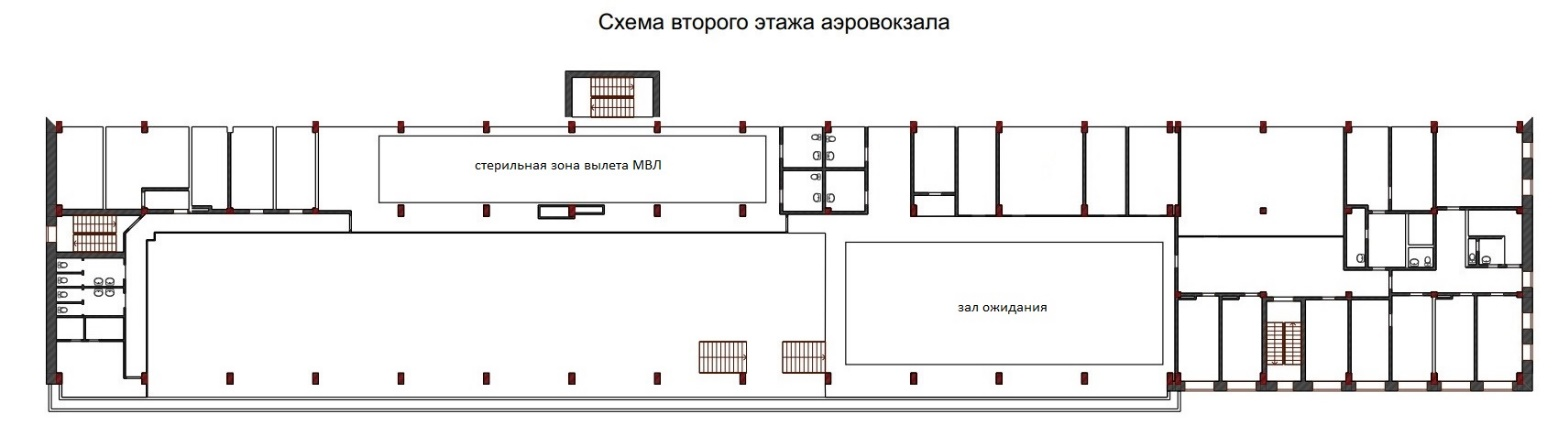 Схема второго этажа аэровокзала
стерильная зона вылета МВЛ
зал ожидания